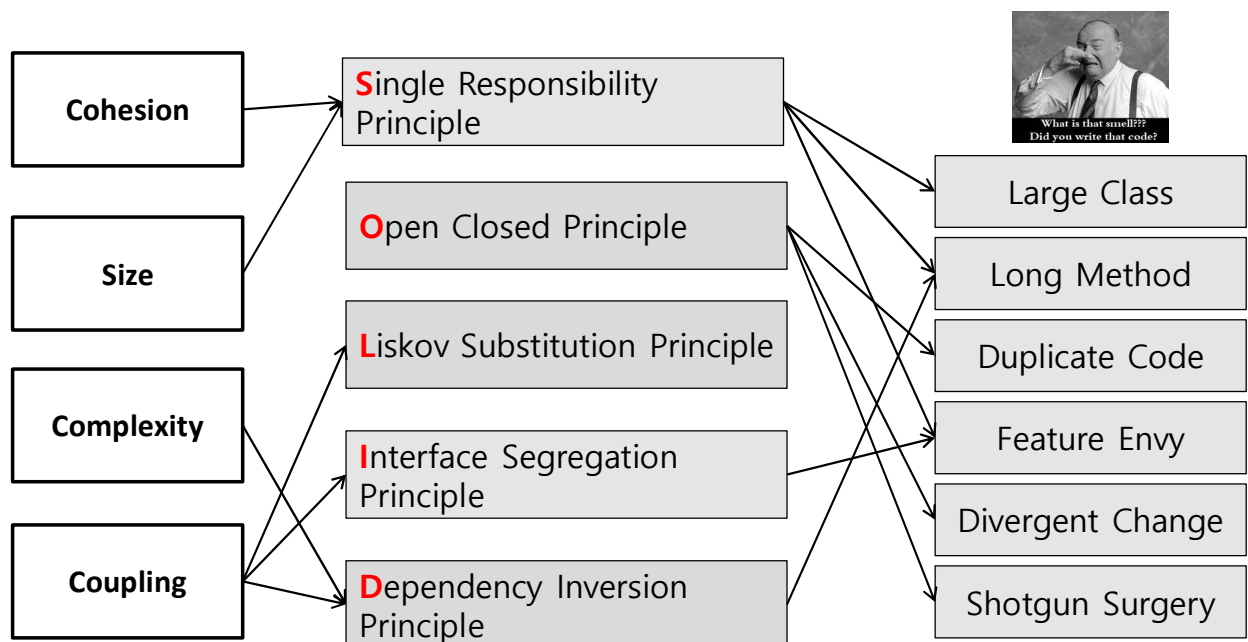 Cohesion
Size
Complexity
Coupling
Single Responsibility
Principle
Open Closed Principle
Liskov Substitution Principle
Interface Segregation
Principle
Dependency Inversion
Principle
What is that smell???
Did you write that code?
Large Class
Long Method
Duplicate Code
Feature Envy
Divergent Change
Shotgun Surgery